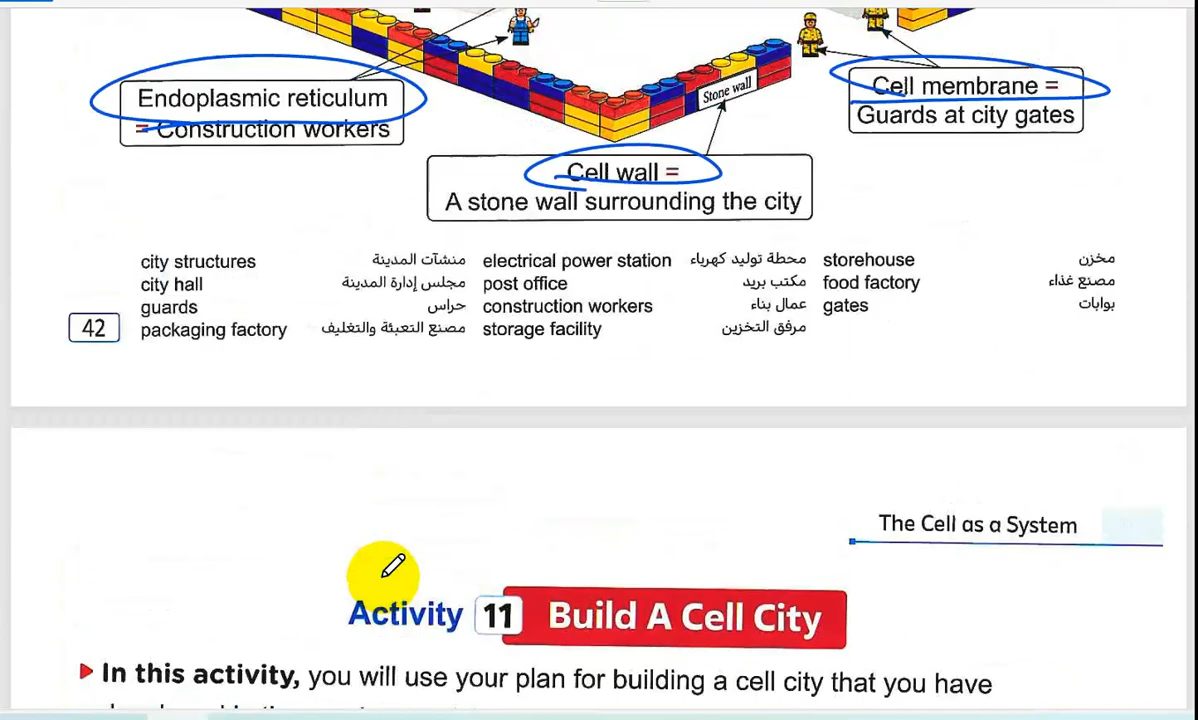 Stone wall
Endoplasmic reticulum
= Construction workers
Cell membrane =
Guards at city gates
Cell wall =
A stone wall surrounding the city
city structures منشآت المدينة electrical power station محطة توليد كهرباء storehouse مخزن
city hall مجلس إدارة المدينة post office مكتب بريد food factory مصنع غذاء
guards حراس construction workers عمال بناء gates بوابات
42 packaging factory مصنع التعبئة والتغليف storage facility مرفق التخزين
The Cell as a System
Activity 11 Build A Cell City
In this activity, you will use your plan for building a cell city that you have